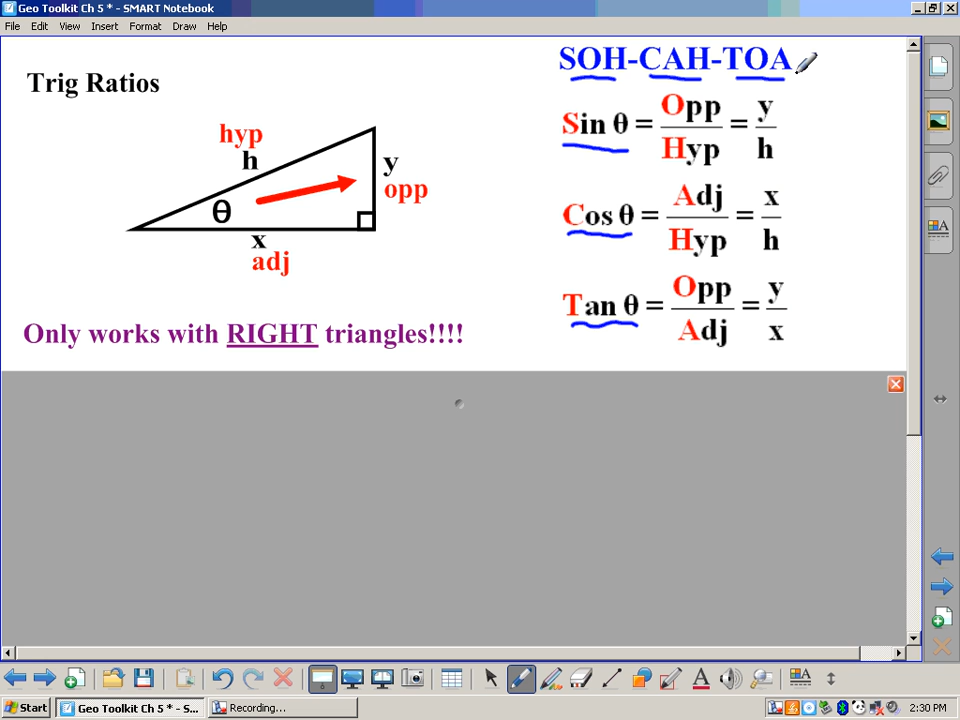 Geo Toolkit Ch 5 * - SMART Notebook
File Edit View Insert Format Draw Help
Trig Ratios
hyp
h
y
opp
θ
x
adj
Only works with RIGHT triangles!!!!
SOH-CAH-TOA
Sin θ = Opp / Hyp = y / h
Cos θ = Adj / Hyp = x / h
Tan θ = Opp / Adj = y / x
Start
Geo Toolkit Ch 5 * - S...
Recording...
2:30 PM